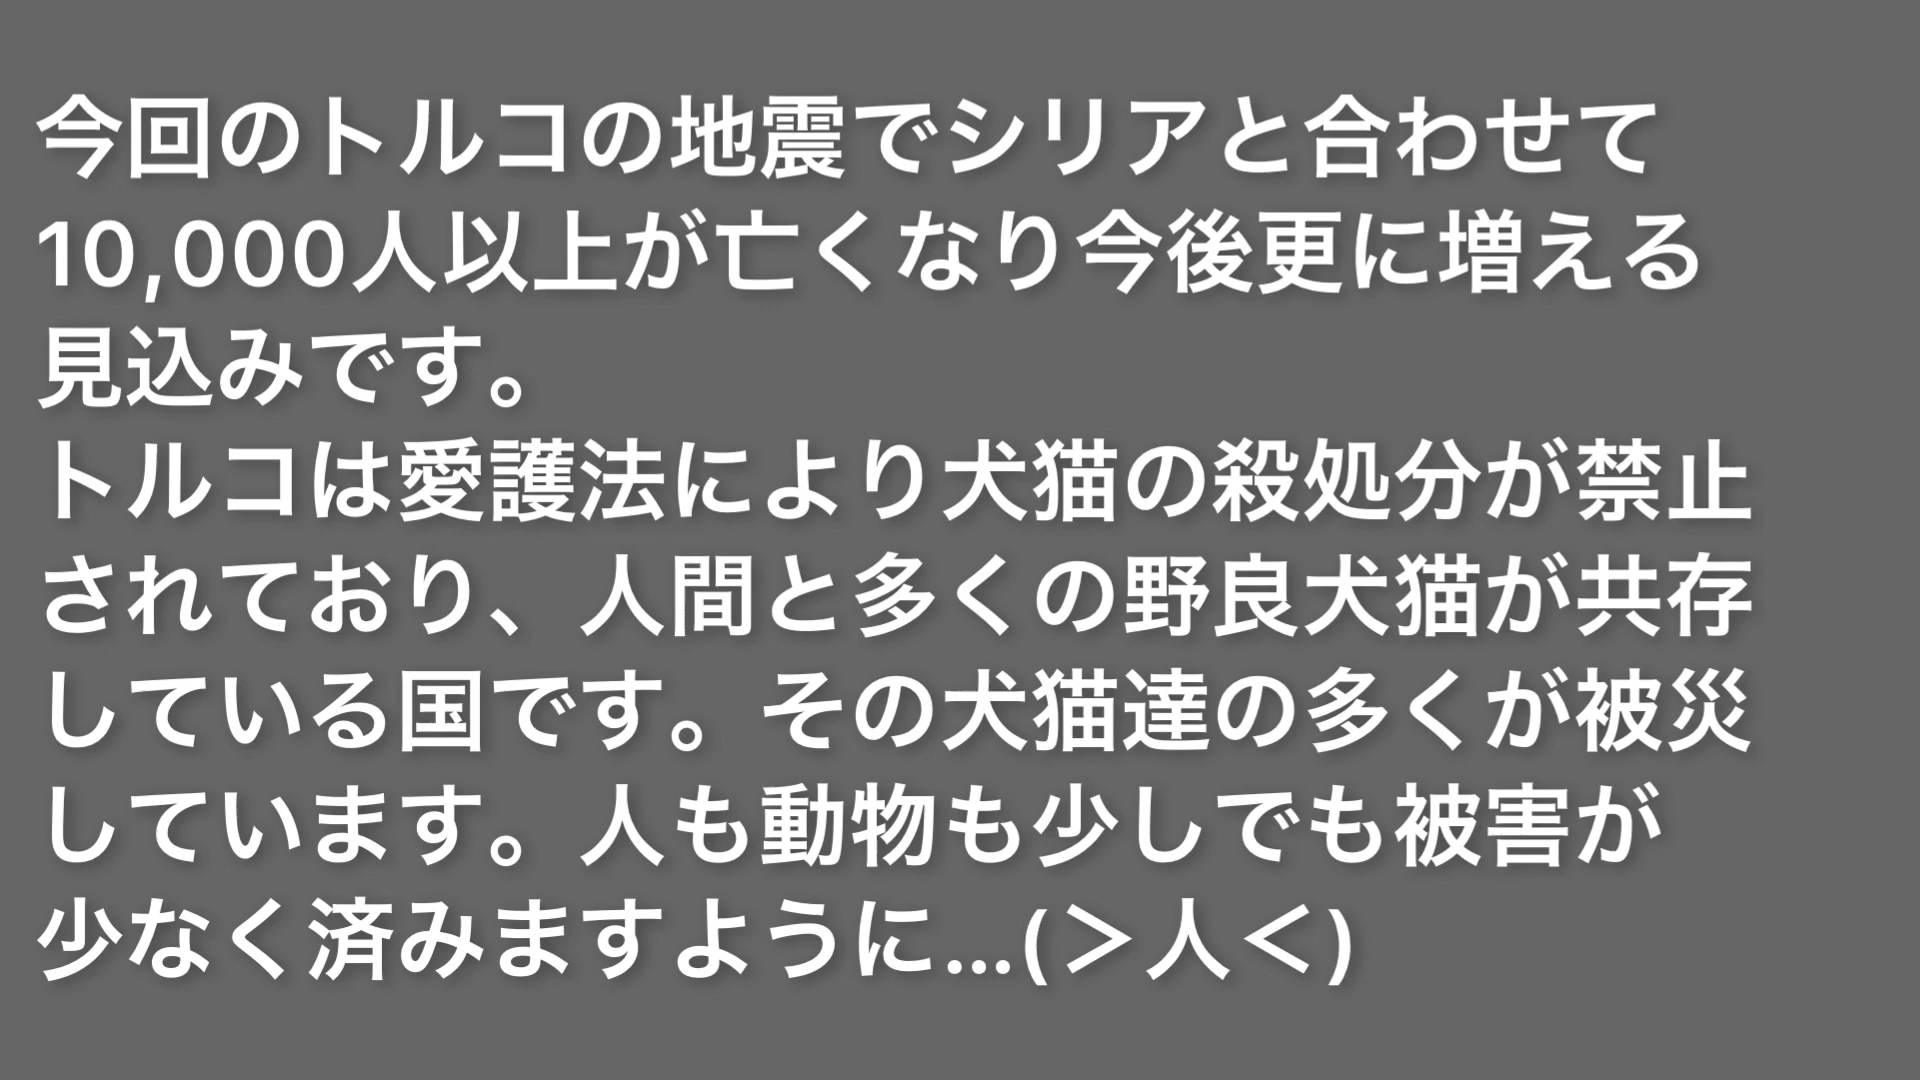 今回のトルコの地震でシリアと合わせて
10,000人以上が亡くなり今後更に増える
見込みです。
トルコは愛護法により犬猫の殺処分が禁止
されており、人間と多くの野良犬猫が共存
している国です。その犬猫達の多くが被災
しています。人も動物も少しでも被害が
少なく済みますように...(＞人＜)